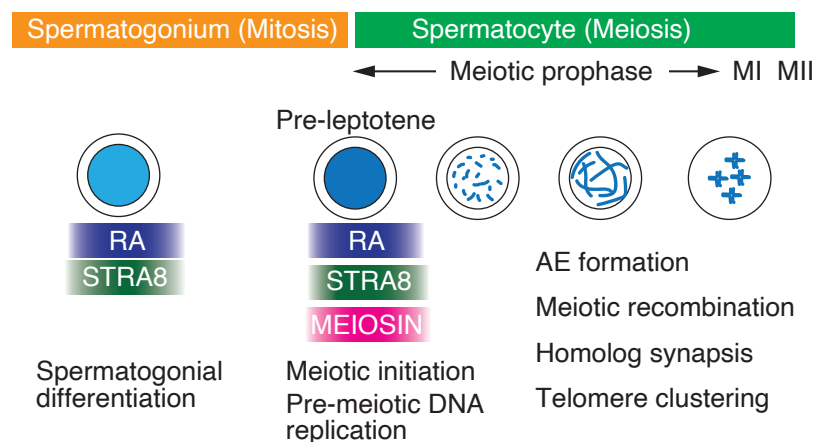 Spermatogonium (Mitosis)
Spermatocyte (Meiosis)
Meiotic prophase
MI MII
Pre-leptotene
RA
STRA8
RA
STRA8
MEIOSIN
Spermatogonial
differentiation
Meiotic initiation
Pre-meiotic DNA
replication
AE formation
Meiotic recombination
Homolog synapsis
Telomere clustering